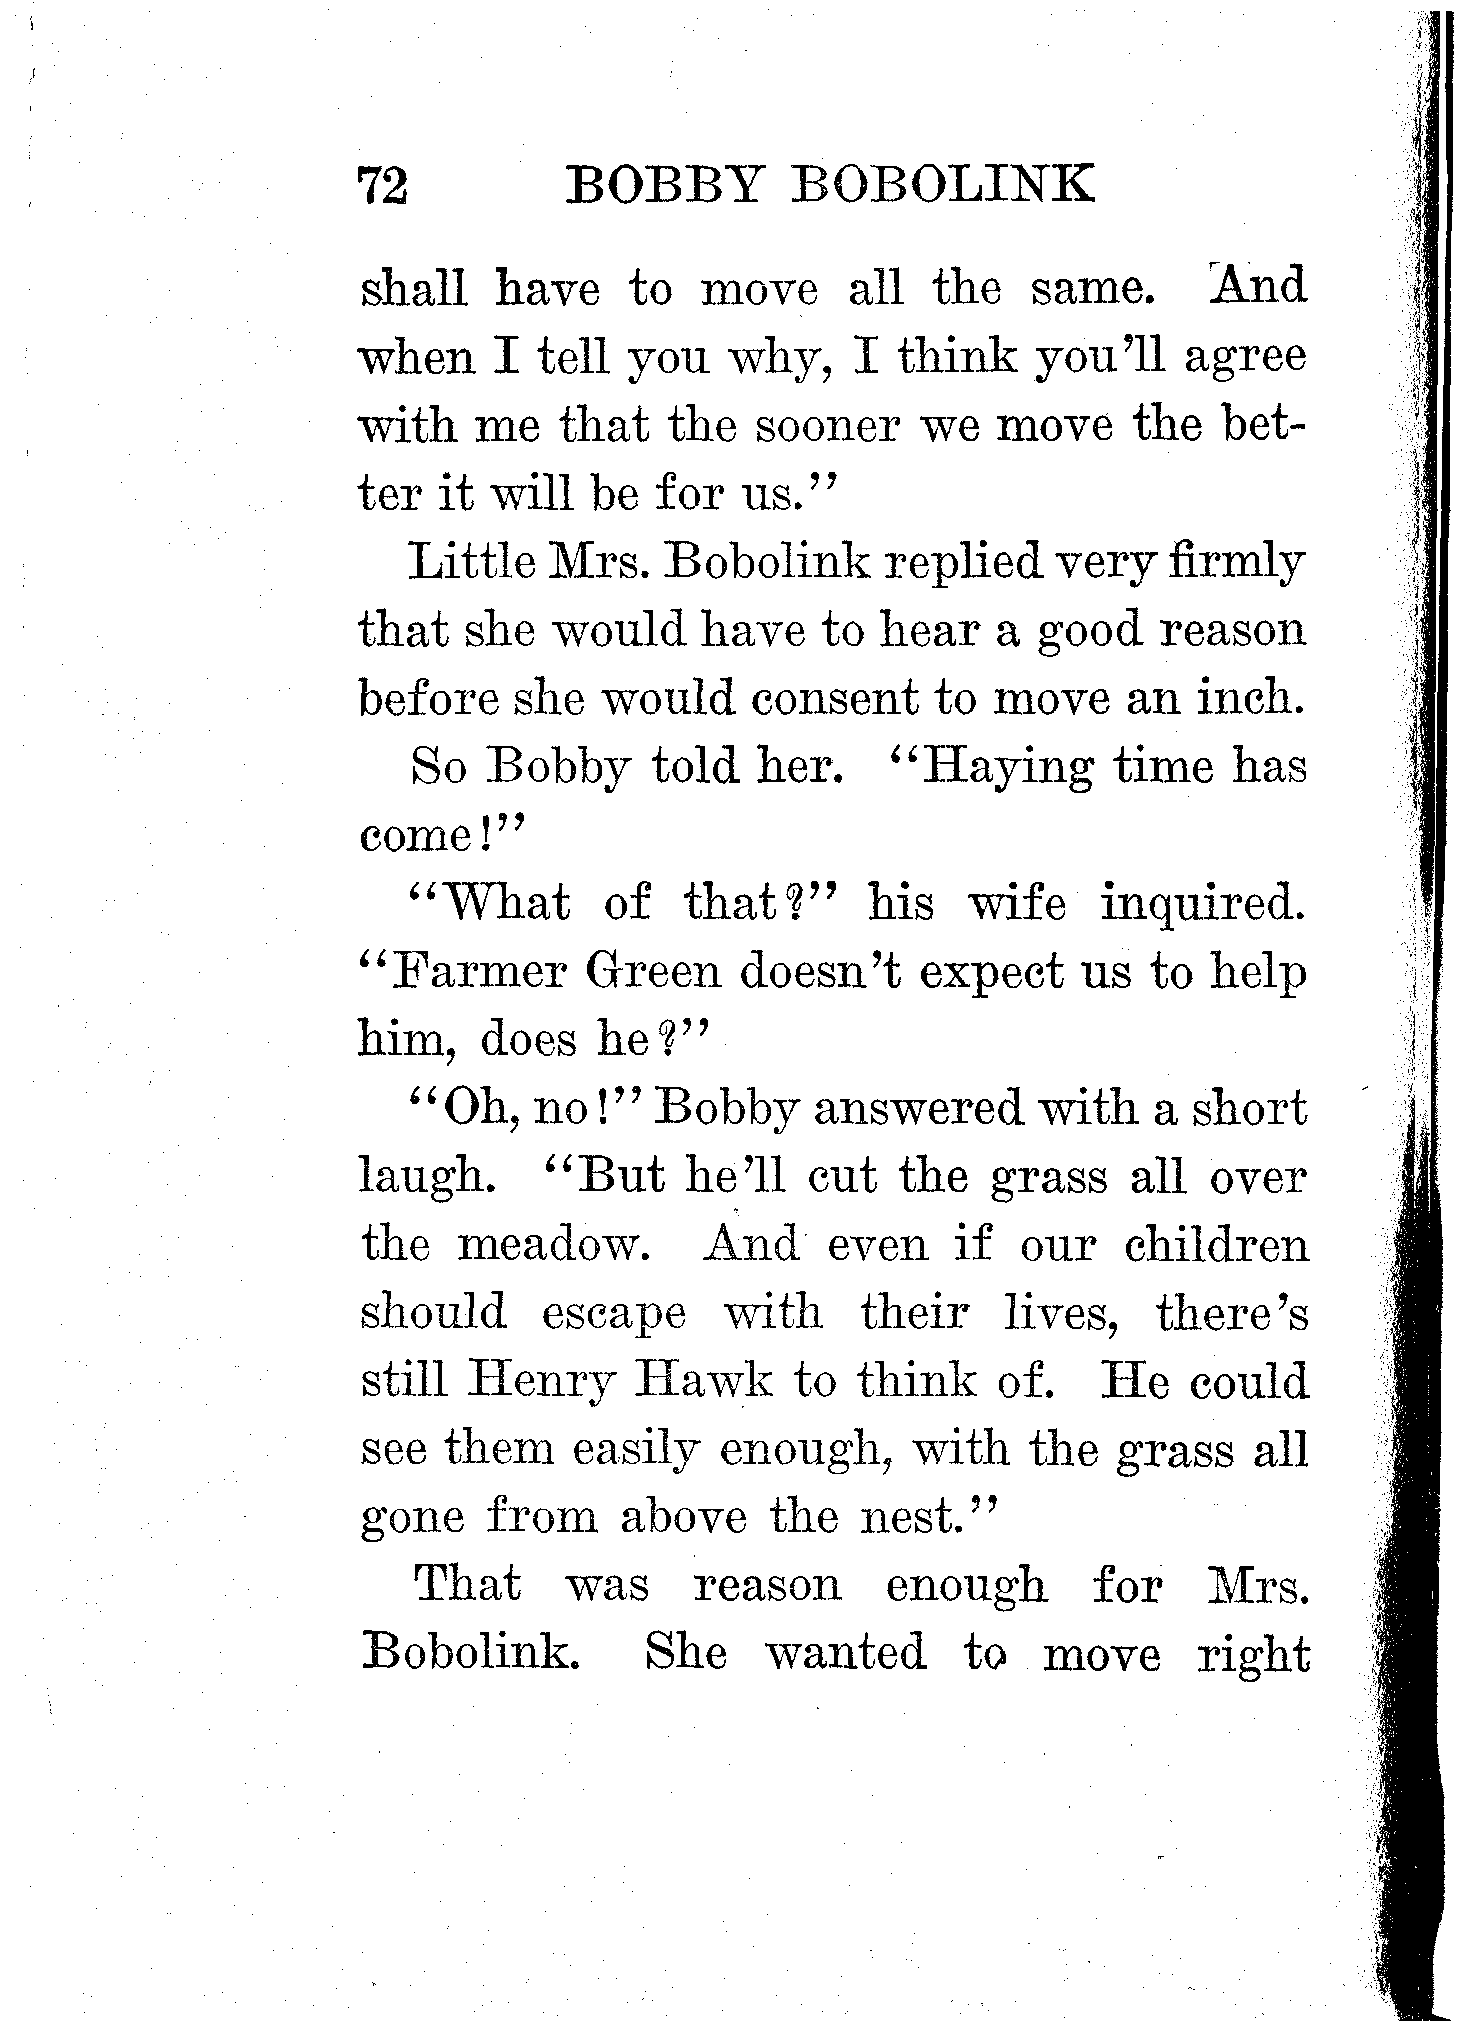 72 BOBBY BOBOLINK
shall have to move all the same. And
when I tell you why, I think you'll agree
with me that the sooner we move the bet-
ter it will be for us."
Little Mrs. Bobolink replied very firmly
that she would have to hear a good reason
before she would consent to move an inch.
So Bobby told her. "Haying time has
come!"
"What of that?" his wife inquired.
"Farmer Green doesn't expect us to help
him, does he?"
"Oh, no!" Bobby answered with a short
laugh. "But he'll cut the grass all over
the meadow. And even if our children
should escape with their lives, there's
still Henry Hawk to think of. He could
see them easily enough, with the grass all
gone from above the nest."
That was reason enough for Mrs.
Bobolink. She wanted to move right